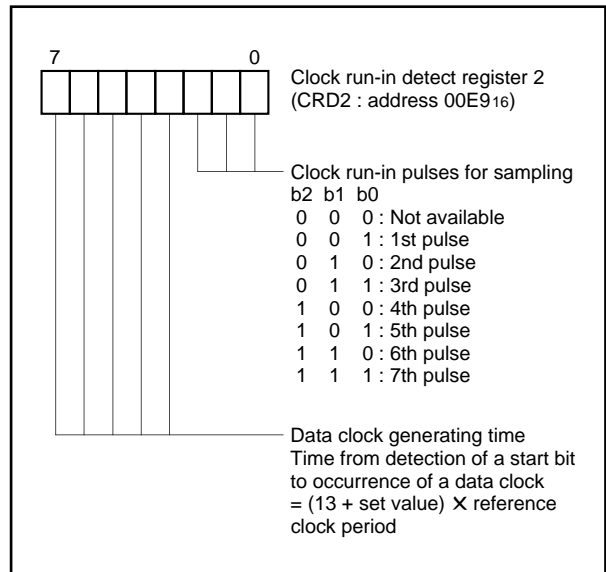 7 0
Clock run-in detect register 2
(CRD2 : address 00E916)
Clock run-in pulses for sampling
b2 b1 b0
0 0 0 : Not available
0 0 1 : 1st pulse
0 1 0 : 2nd pulse
0 1 1 : 3rd pulse
1 0 0 : 4th pulse
1 0 1 : 5th pulse
1 1 0 : 6th pulse
1 1 1 : 7th pulse
Data clock generating time
Time from detection of a start bit
to occurrence of a data clock
= (13 + set value) ✕ reference
clock period